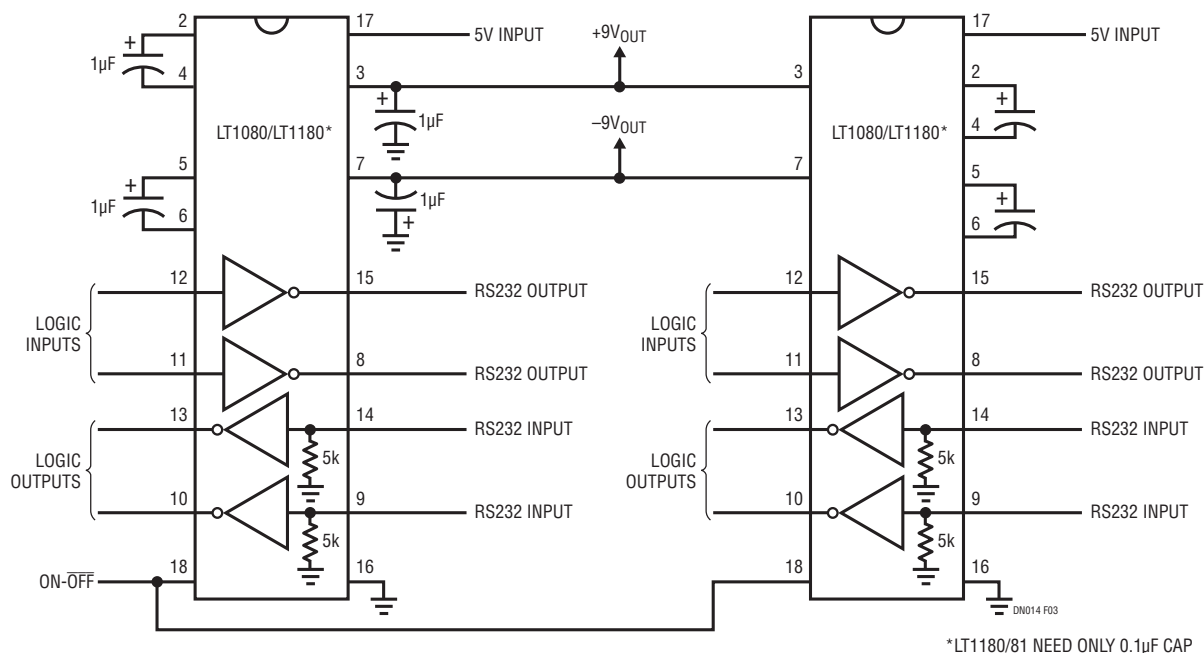 2
17
5V INPUT
+9VOUT
17
5V INPUT
+
1µF
4
3
3
2
+
1µF
+
4
LT1080/LT1180*
–9VOUT
LT1080/LT1180*
5
7
7
5
+
1µF
6
1µF
+
+
6
12
15
RS232 OUTPUT
12
15
RS232 OUTPUT
LOGIC
INPUTS
LOGIC
INPUTS
11
8
RS232 OUTPUT
11
8
RS232 OUTPUT
13
14
RS232 INPUT
13
14
RS232 INPUT
5k
5k
LOGIC
OUTPUTS
LOGIC
OUTPUTS
10
9
RS232 INPUT
10
9
RS232 INPUT
5k
5k
ON-OFF
18
16
18
16
DN014 F03
*LT1180/81 NEED ONLY 0.1µF CAP